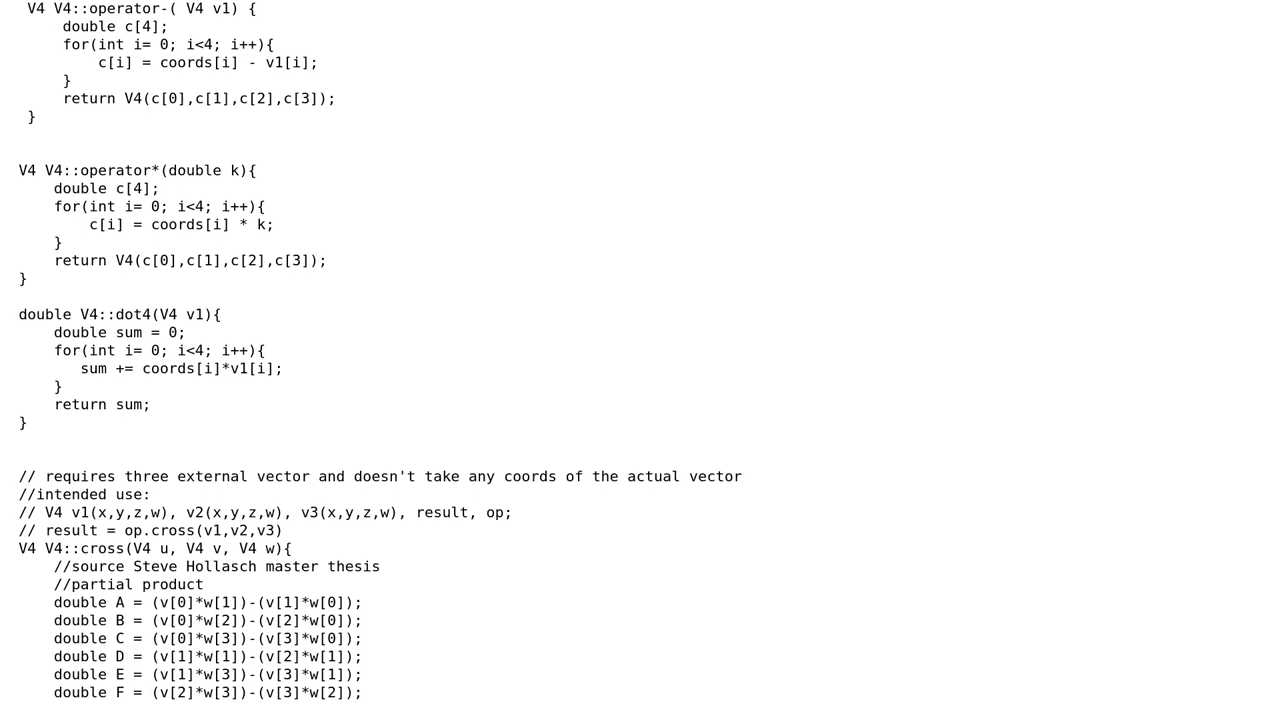 V4 V4::operator-( V4 v1) {
    double c[4];
    for(int i= 0; i<4; i++){
        c[i] = coords[i] - v1[i];
    }
    return V4(c[0],c[1],c[2],c[3]);
}
V4 V4::operator*(double k){
    double c[4];
    for(int i= 0; i<4; i++){
        c[i] = coords[i] * k;
    }
    return V4(c[0],c[1],c[2],c[3]);
}
double V4::dot4(V4 v1){
    double sum = 0;
    for(int i= 0; i<4; i++){
       sum += coords[i]*v1[i];
    }
    return sum;
}
// requires three external vector and doesn't take any coords of the actual vector
//intended use:
// V4 v1(x,y,z,w), v2(x,y,z,w), v3(x,y,z,w), result, op;
// result = op.cross(v1,v2,v3)
V4 V4::cross(V4 u, V4 v, V4 w){
    //source Steve Hollasch master thesis
    //partial product
    double A = (v[0]*w[1])-(v[1]*w[0]);
    double B = (v[0]*w[2])-(v[2]*w[0]);
    double C = (v[0]*w[3])-(v[3]*w[0]);
    double D = (v[1]*w[1])-(v[2]*w[1]);
    double E = (v[1]*w[3])-(v[3]*w[1]);
    double F = (v[2]*w[3])-(v[3]*w[2]);